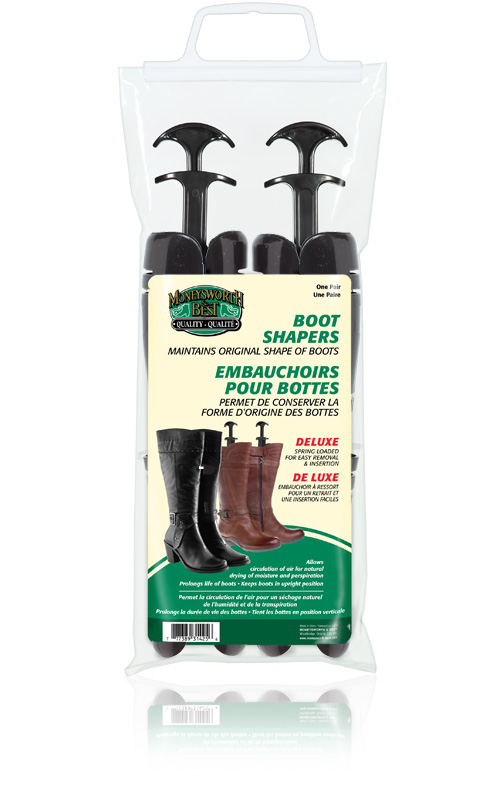 MONEYSWORTH
& BEST
QUALITY • QUALITÉ
One Pair
Une Paire
BOOT
SHAPERS
MAINTAINS ORIGINAL SHAPE OF BOOTS
EMBAUCHOIRS
POUR BOTTES
PERMET DE CONSERVER LA
FORME D'ORIGINE DES BOTTES
DELUXE
SPRING LOADED
FOR EASY REMOVAL
& INSERTION
DE LUXE
EMBAUCHOIR À RESSORT
POUR UN RETRAIT ET
UNE INSERTION FACILES
Allows
circulation of air for natural
drying of moisture and perspiration
Prolongs life of boots • Keeps boots in upright position
Permet la circulation de l'air pour un séchage naturel
de l'humidité et de la transpiration
Prolonge la durée de vie des bottes • Tient les bottes en position verticale